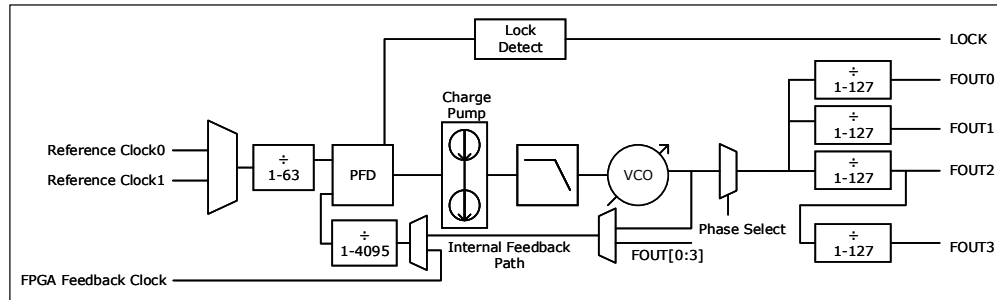 Lock
Detect
LOCK
÷
1-127
FOUT0
Charge
Pump
÷
1-127
FOUT1
Reference Clock0
Reference Clock1
÷
1-63
PFD
VCO
÷
1-127
FOUT2
Phase Select
÷
1-4095
Internal Feedback
Path
FOUT[0:3]
÷
1-127
FOUT3
FPGA Feedback Clock